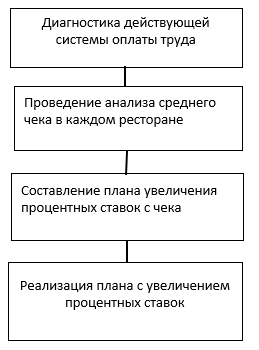 Диагностика действующей
системы оплаты труда
Проведение анализа среднего
чека в каждом ресторане
Составление плана увеличения
процентных ставок с чека
Реализация плана с увеличением
процентных ставок